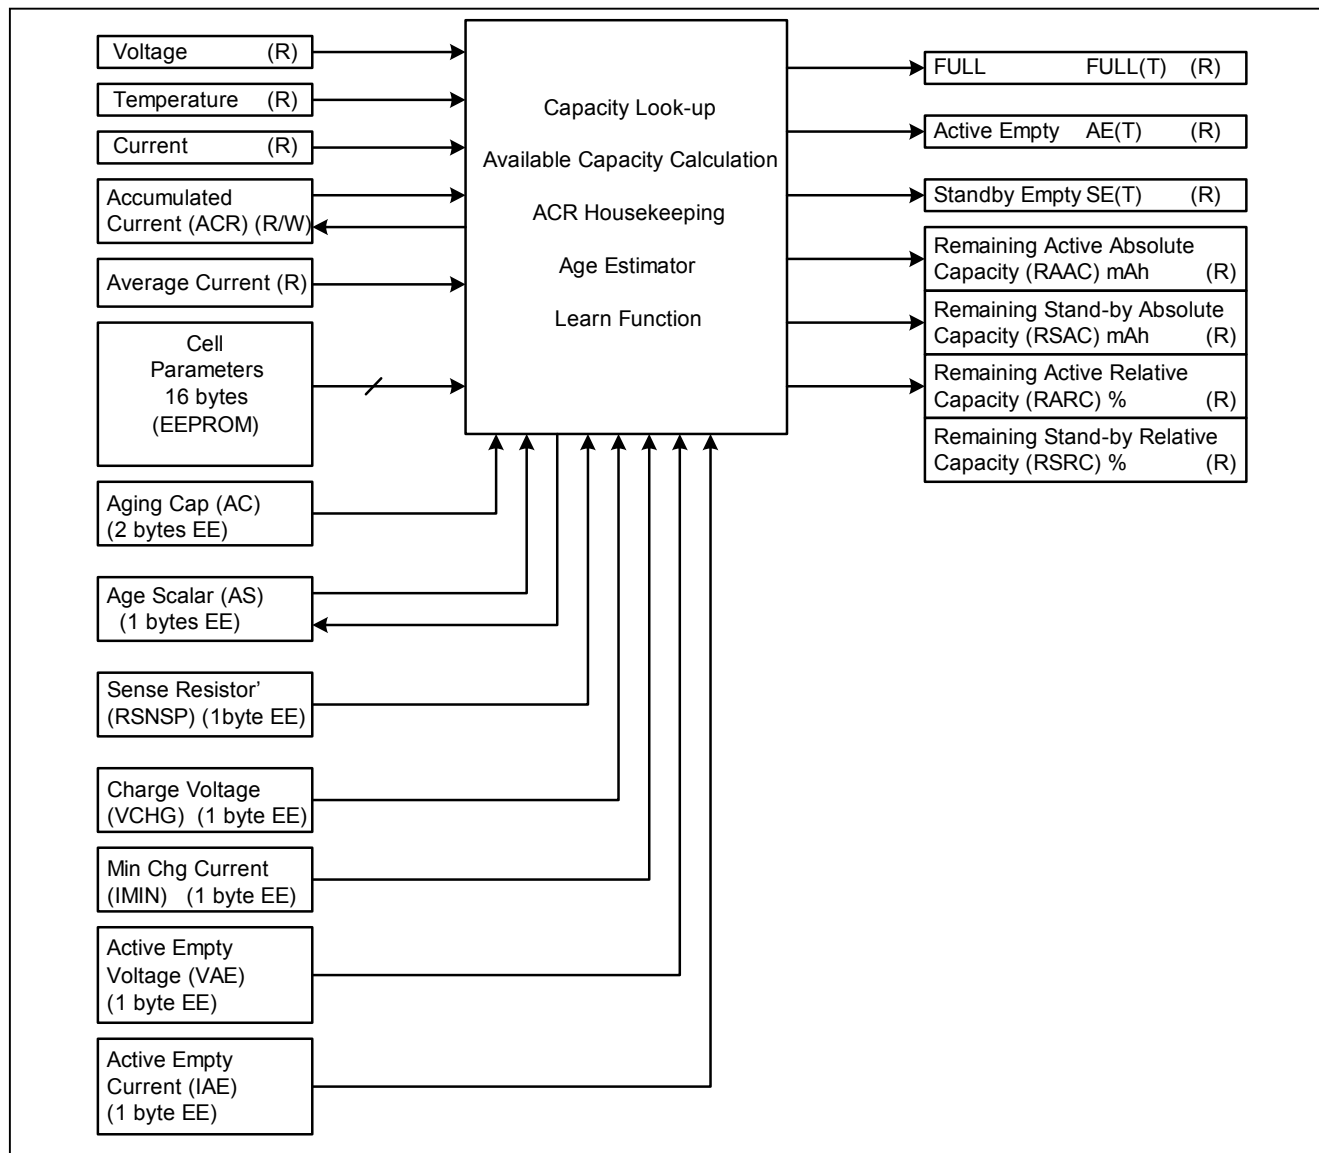 Voltage (R)
Temperature (R)
Current (R)
Accumulated
Current (ACR) (R/W)
Average Current (R)
Cell
Parameters
16 bytes
(EEPROM)
Aging Cap (AC)
(2 bytes EE)
Age Scalar (AS)
(1 bytes EE)
Sense Resistor'
(RSNSP) (1byte EE)
Charge Voltage
(VCHG) (1 byte EE)
Min Chg Current
(IMIN) (1 byte EE)
Active Empty
Voltage (VAE)
(1 byte EE)
Active Empty
Current (IAE)
(1 byte EE)
Capacity Look-up
Available Capacity Calculation
ACR Housekeeping
Age Estimator
Learn Function
FULL FULL(T) (R)
Active Empty AE(T) (R)
Standby Empty SE(T) (R)
Remaining Active Absolute
Capacity (RAAC) mAh (R)
Remaining Stand-by Absolute
Capacity (RSAC) mAh (R)
Remaining Active Relative
Capacity (RARC) % (R)
Remaining Stand-by Relative
Capacity (RSRC) % (R)